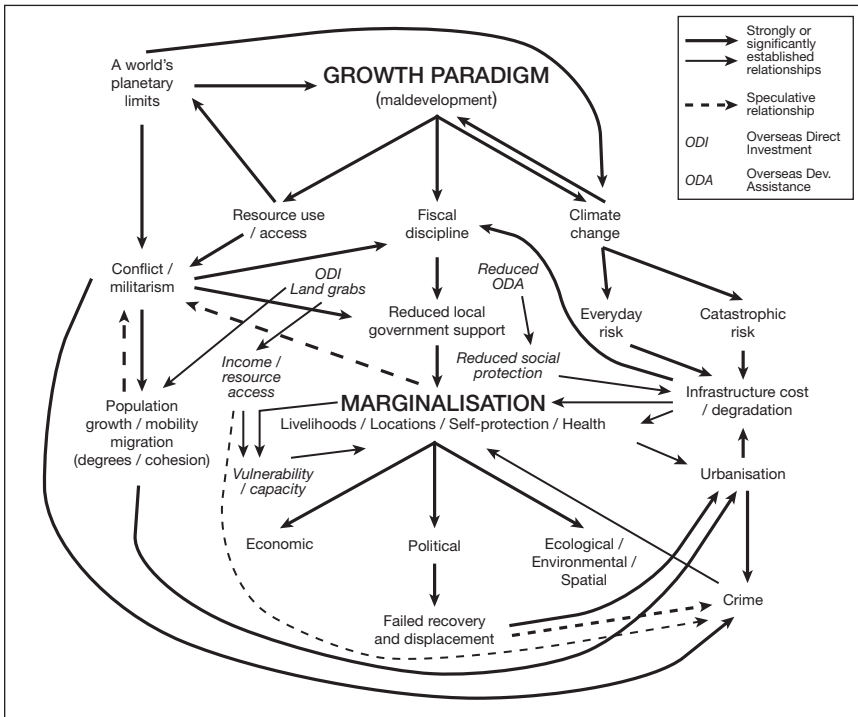 A world's
planetary
limits
GROWTH PARADIGM
(maldevelopment)
Strongly or
significantly
established
relationships
Speculative
relationship
ODI Overseas Direct
Investment
ODA Overseas Dev.
Assistance
Resource use
/ access
Fiscal
discipline
Climate
change
Conflict /
militarism
ODI
Land grabs
Reduced
ODA
Reduced local
government support
Everyday
risk
Catastrophic
risk
Income /
resource
access
Reduced social
protection
Population
growth / mobility
migration
(degrees / cohesion)
MARGINALISATION
Livelihoods / Locations / Self-protection / Health
Infrastructure cost
/ degradation
Vulnerability
/ capacity
Urbanisation
Economic
Political
Ecological /
Environmental /
Spatial
Failed recovery
and displacement
Crime